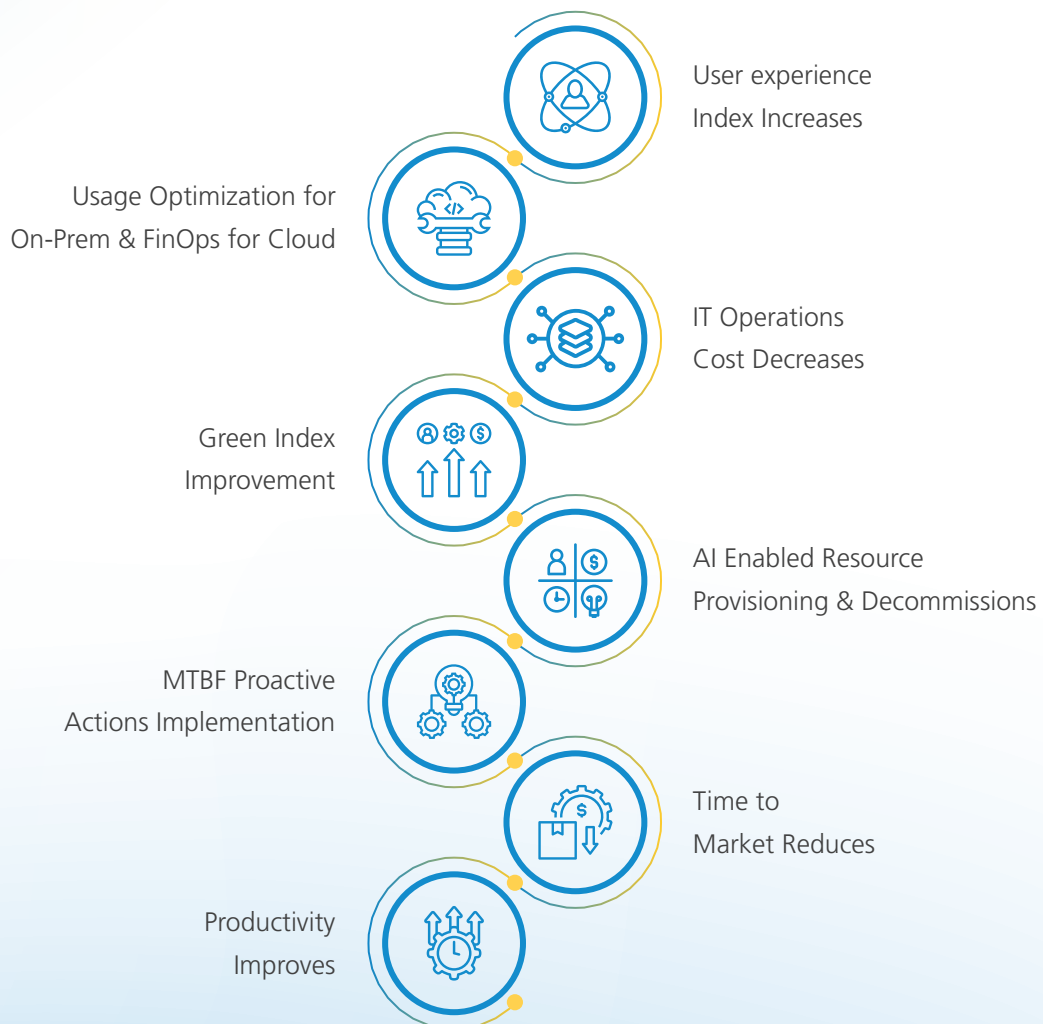 User experience
Index Increases
Usage Optimization for
On-Prem & FinOps for Cloud
IT Operations
Cost Decreases
Green Index
Improvement
AI Enabled Resource
Provisioning & Decommissions
MTBF Proactive
Actions Implementation
Time to
Market Reduces
Productivity
Improves